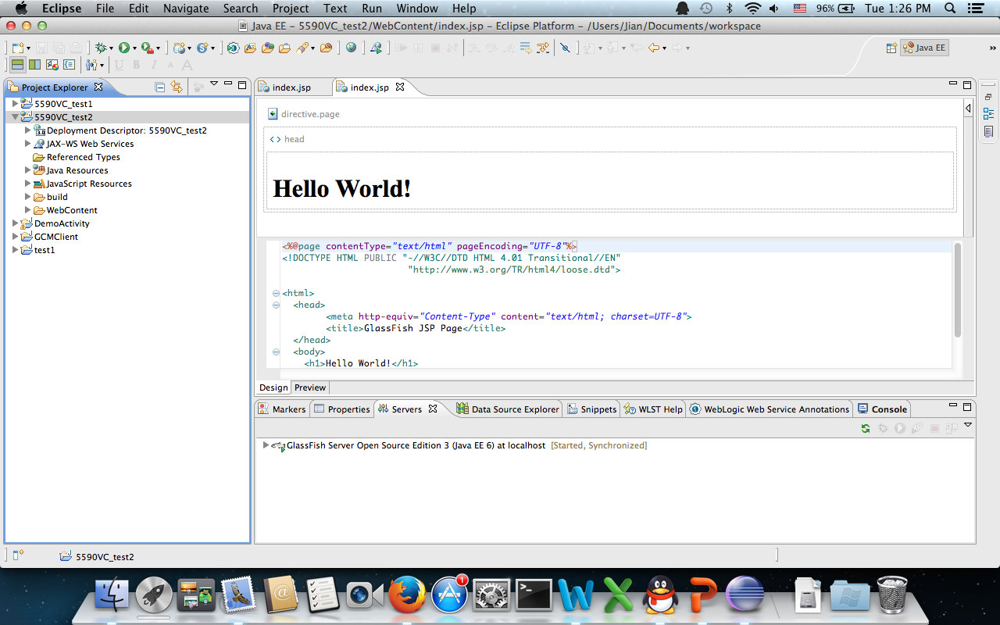 Eclipse File Edit Navigate Search Project Text Run Window Help 96% Tue 1:26 PM
Java EE – 5590VC_test2/WebContent/index.jsp – Eclipse Platform – /Users/Jian/Documents/workspace
Java EE
»
U B I A A
Project Explorer
5590VC_test1
5590VC_test2
3.0 Deployment Descriptor: 5590VC_test2
JAX-WS Web Services
Referenced Types
Java Resources
JavaScript Resources
build
WebContent
DemoActivity
GCMClient
test1
index.jsp index.jsp
directive.page
<> head
Hello World!
<%@page contentType="text/html" pageEncoding="UTF-8"%>
<!DOCTYPE HTML PUBLIC "-//W3C//DTD HTML 4.01 Transitional//EN"
"http://www.w3.org/TR/html4/loose.dtd">
<html>
<head>
<meta http-equiv="Content-Type" content="text/html; charset=UTF-8">
<title>GlassFish JSP Page</title>
</head>
<body>
<h1>Hello World!</h1>
Design Preview
Markers Properties Servers Data Source Explorer Snippets WLST Help WebLogic Web Service Annotations Console
GlassFish Server Open Source Edition 3 (Java EE 6) at localhost [Started, Synchronized]
5590VC_test2
1